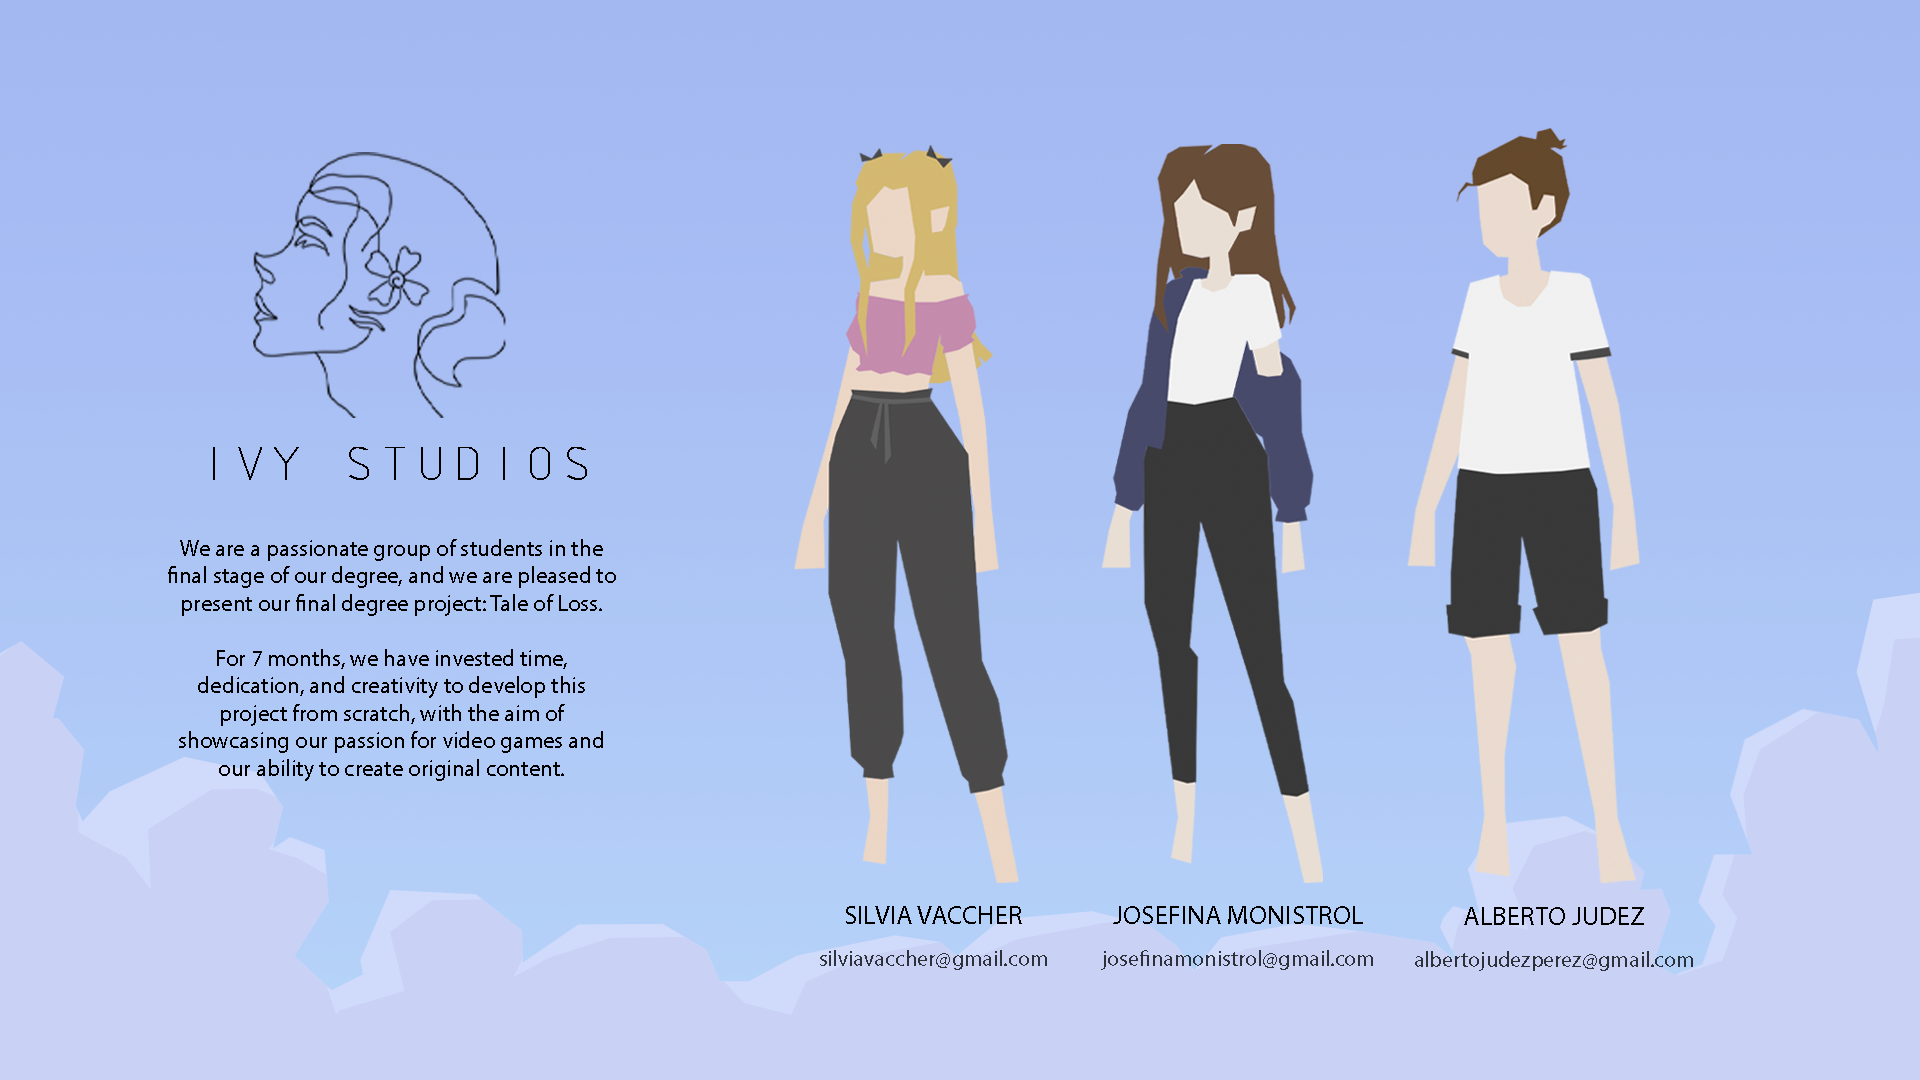 IVY STUDIOS
We are a passionate group of students in the
final stage of our degree, and we are pleased to
present our final degree project: Tale of Loss.
For 7 months, we have invested time,
dedication, and creativity to develop this
project from scratch, with the aim of
showcasing our passion for video games and
our ability to create original content.
SILVIA VACCHER
silviavaccher@gmail.com
JOSEFINA MONISTROL
josefinamonistrol@gmail.com
ALBERTO JUDEZ
albertojudezperez@gmail.com